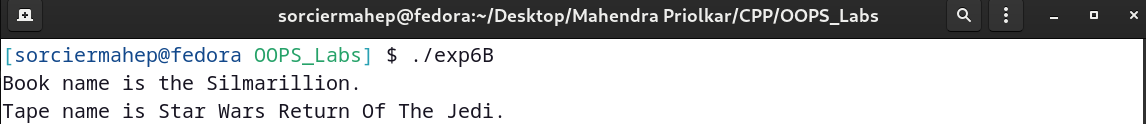 sorciermahep@fedora:~/Desktop/Mahendra Priolkar/CPP/OOPS_Labs
[sorciermahep@fedora OOPS_Labs] $ ./exp6B
Book name is the Silmarillion.
Tape name is Star Wars Return Of The Jedi.